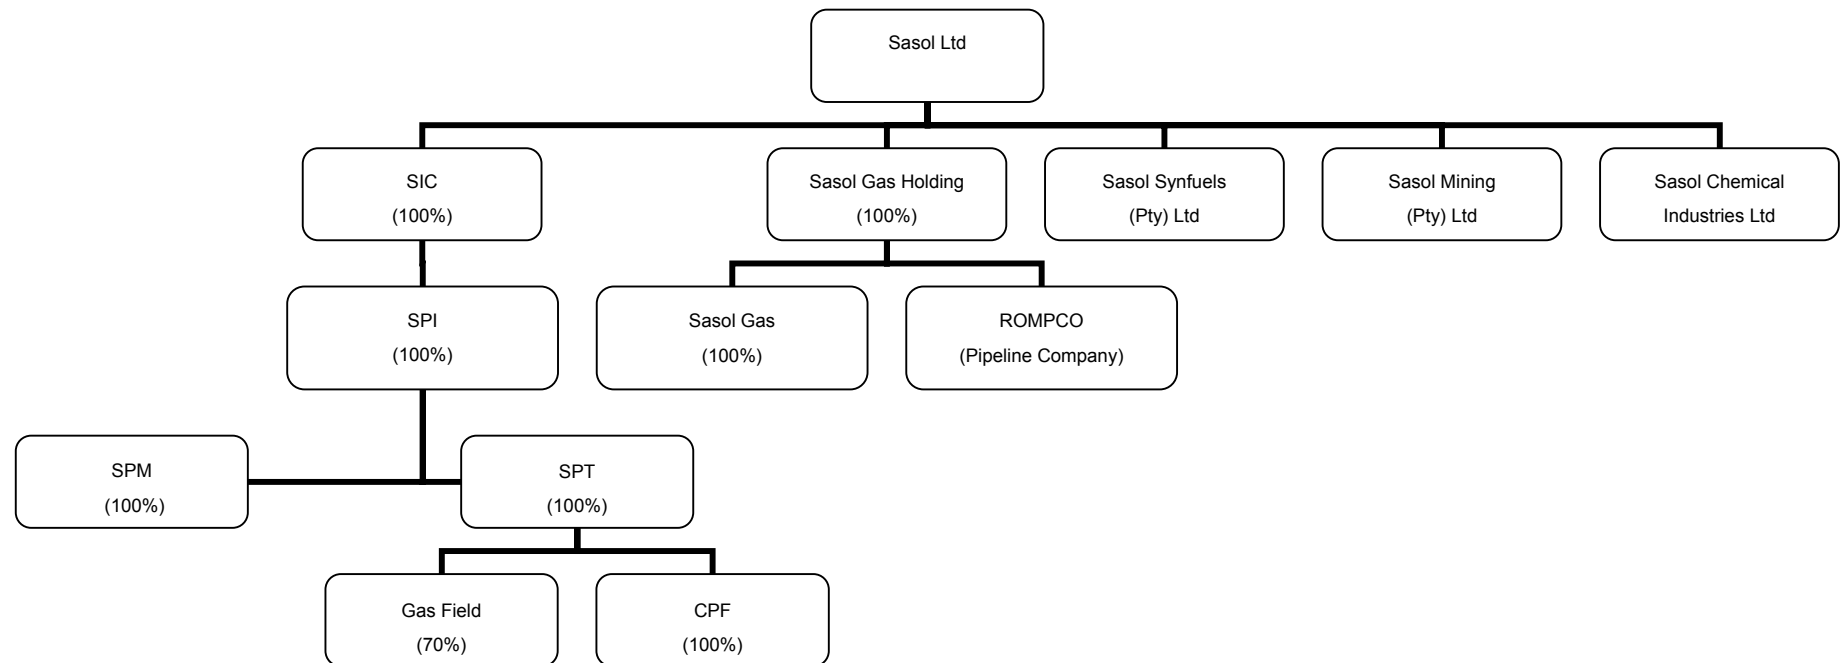 Sasol Ltd
SIC
(100%)
Sasol Gas Holding
(100%)
Sasol Synfuels
(Pty) Ltd
Sasol Mining
(Pty) Ltd
Sasol Chemical
Industries Ltd
SPI
(100%)
Sasol Gas
(100%)
ROMPCO
(Pipeline Company)
SPM
(100%)
SPT
(100%)
Gas Field
(70%)
CPF
(100%)